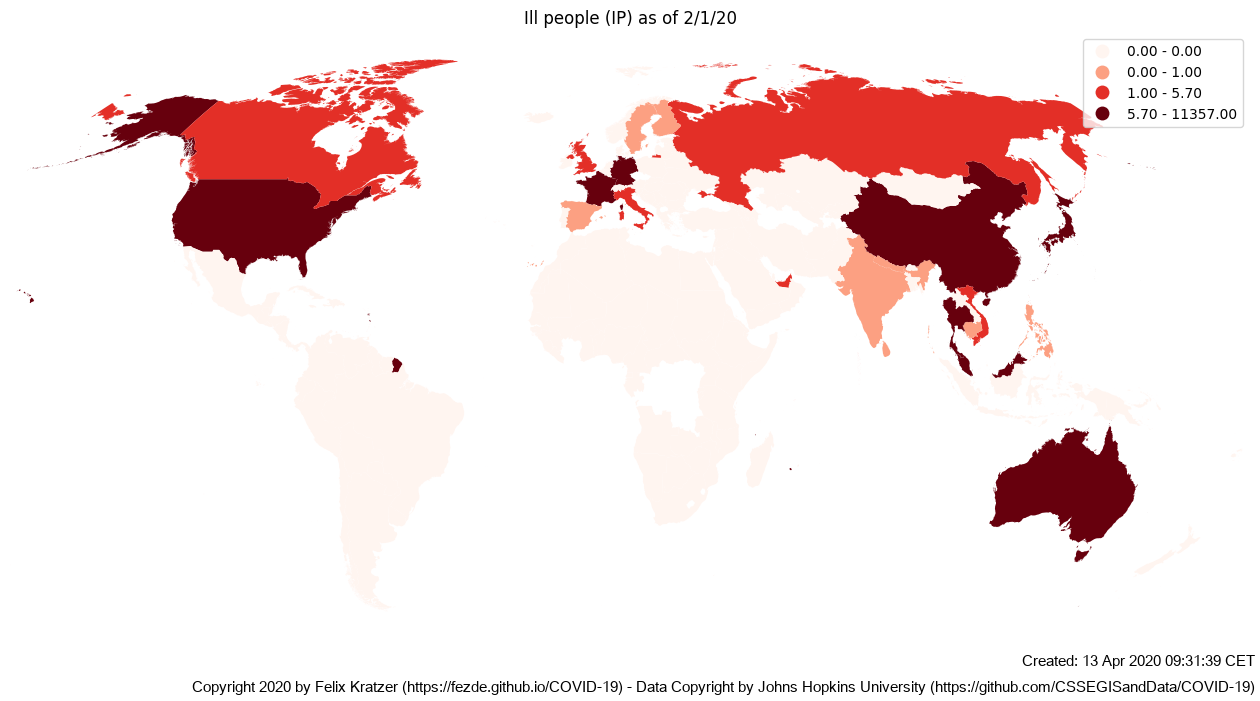 Ill people (IP) as of 2/1/20
0.00 - 0.00
0.00 - 1.00
1.00 - 5.70
5.70 - 11357.00
Created: 13 Apr 2020 09:31:39 CET
Copyright 2020 by Felix Kratzer (https://fezde.github.io/COVID-19) - Data Copyright by Johns Hopkins University (https://github.com/CSSEGISandData/COVID-19)